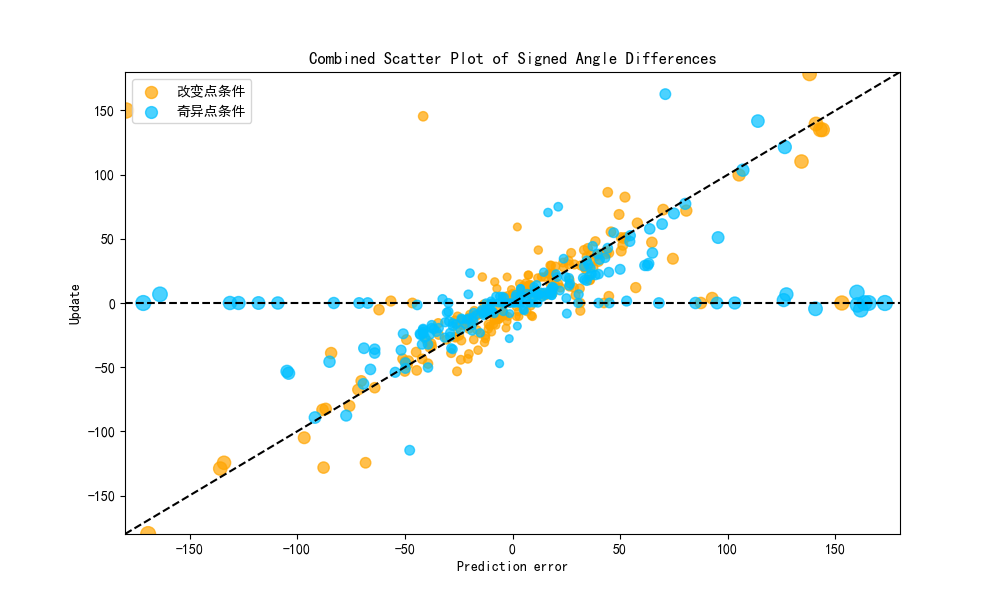 Combined Scatter Plot of Signed Angle Differences
改变点条件
奇异点条件
Update
150
100
50
0
−50
−100
−150
−150
−100
−50
0
50
100
150
Prediction error